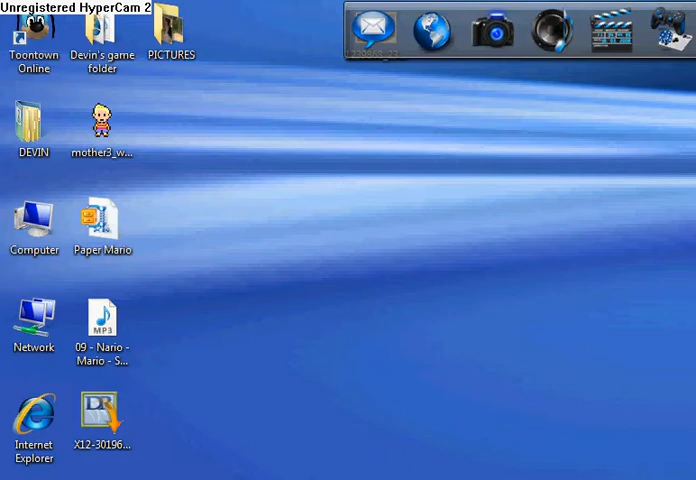 Unregistered HyperCam 2
Toontown
Online
Devin's game
folder
PICTURES
DEVIN
mother3_w...
Computer
Paper Mario
Network
MP3
09 - Nario -
Mario - S...
Internet
Explorer
X12-30196...